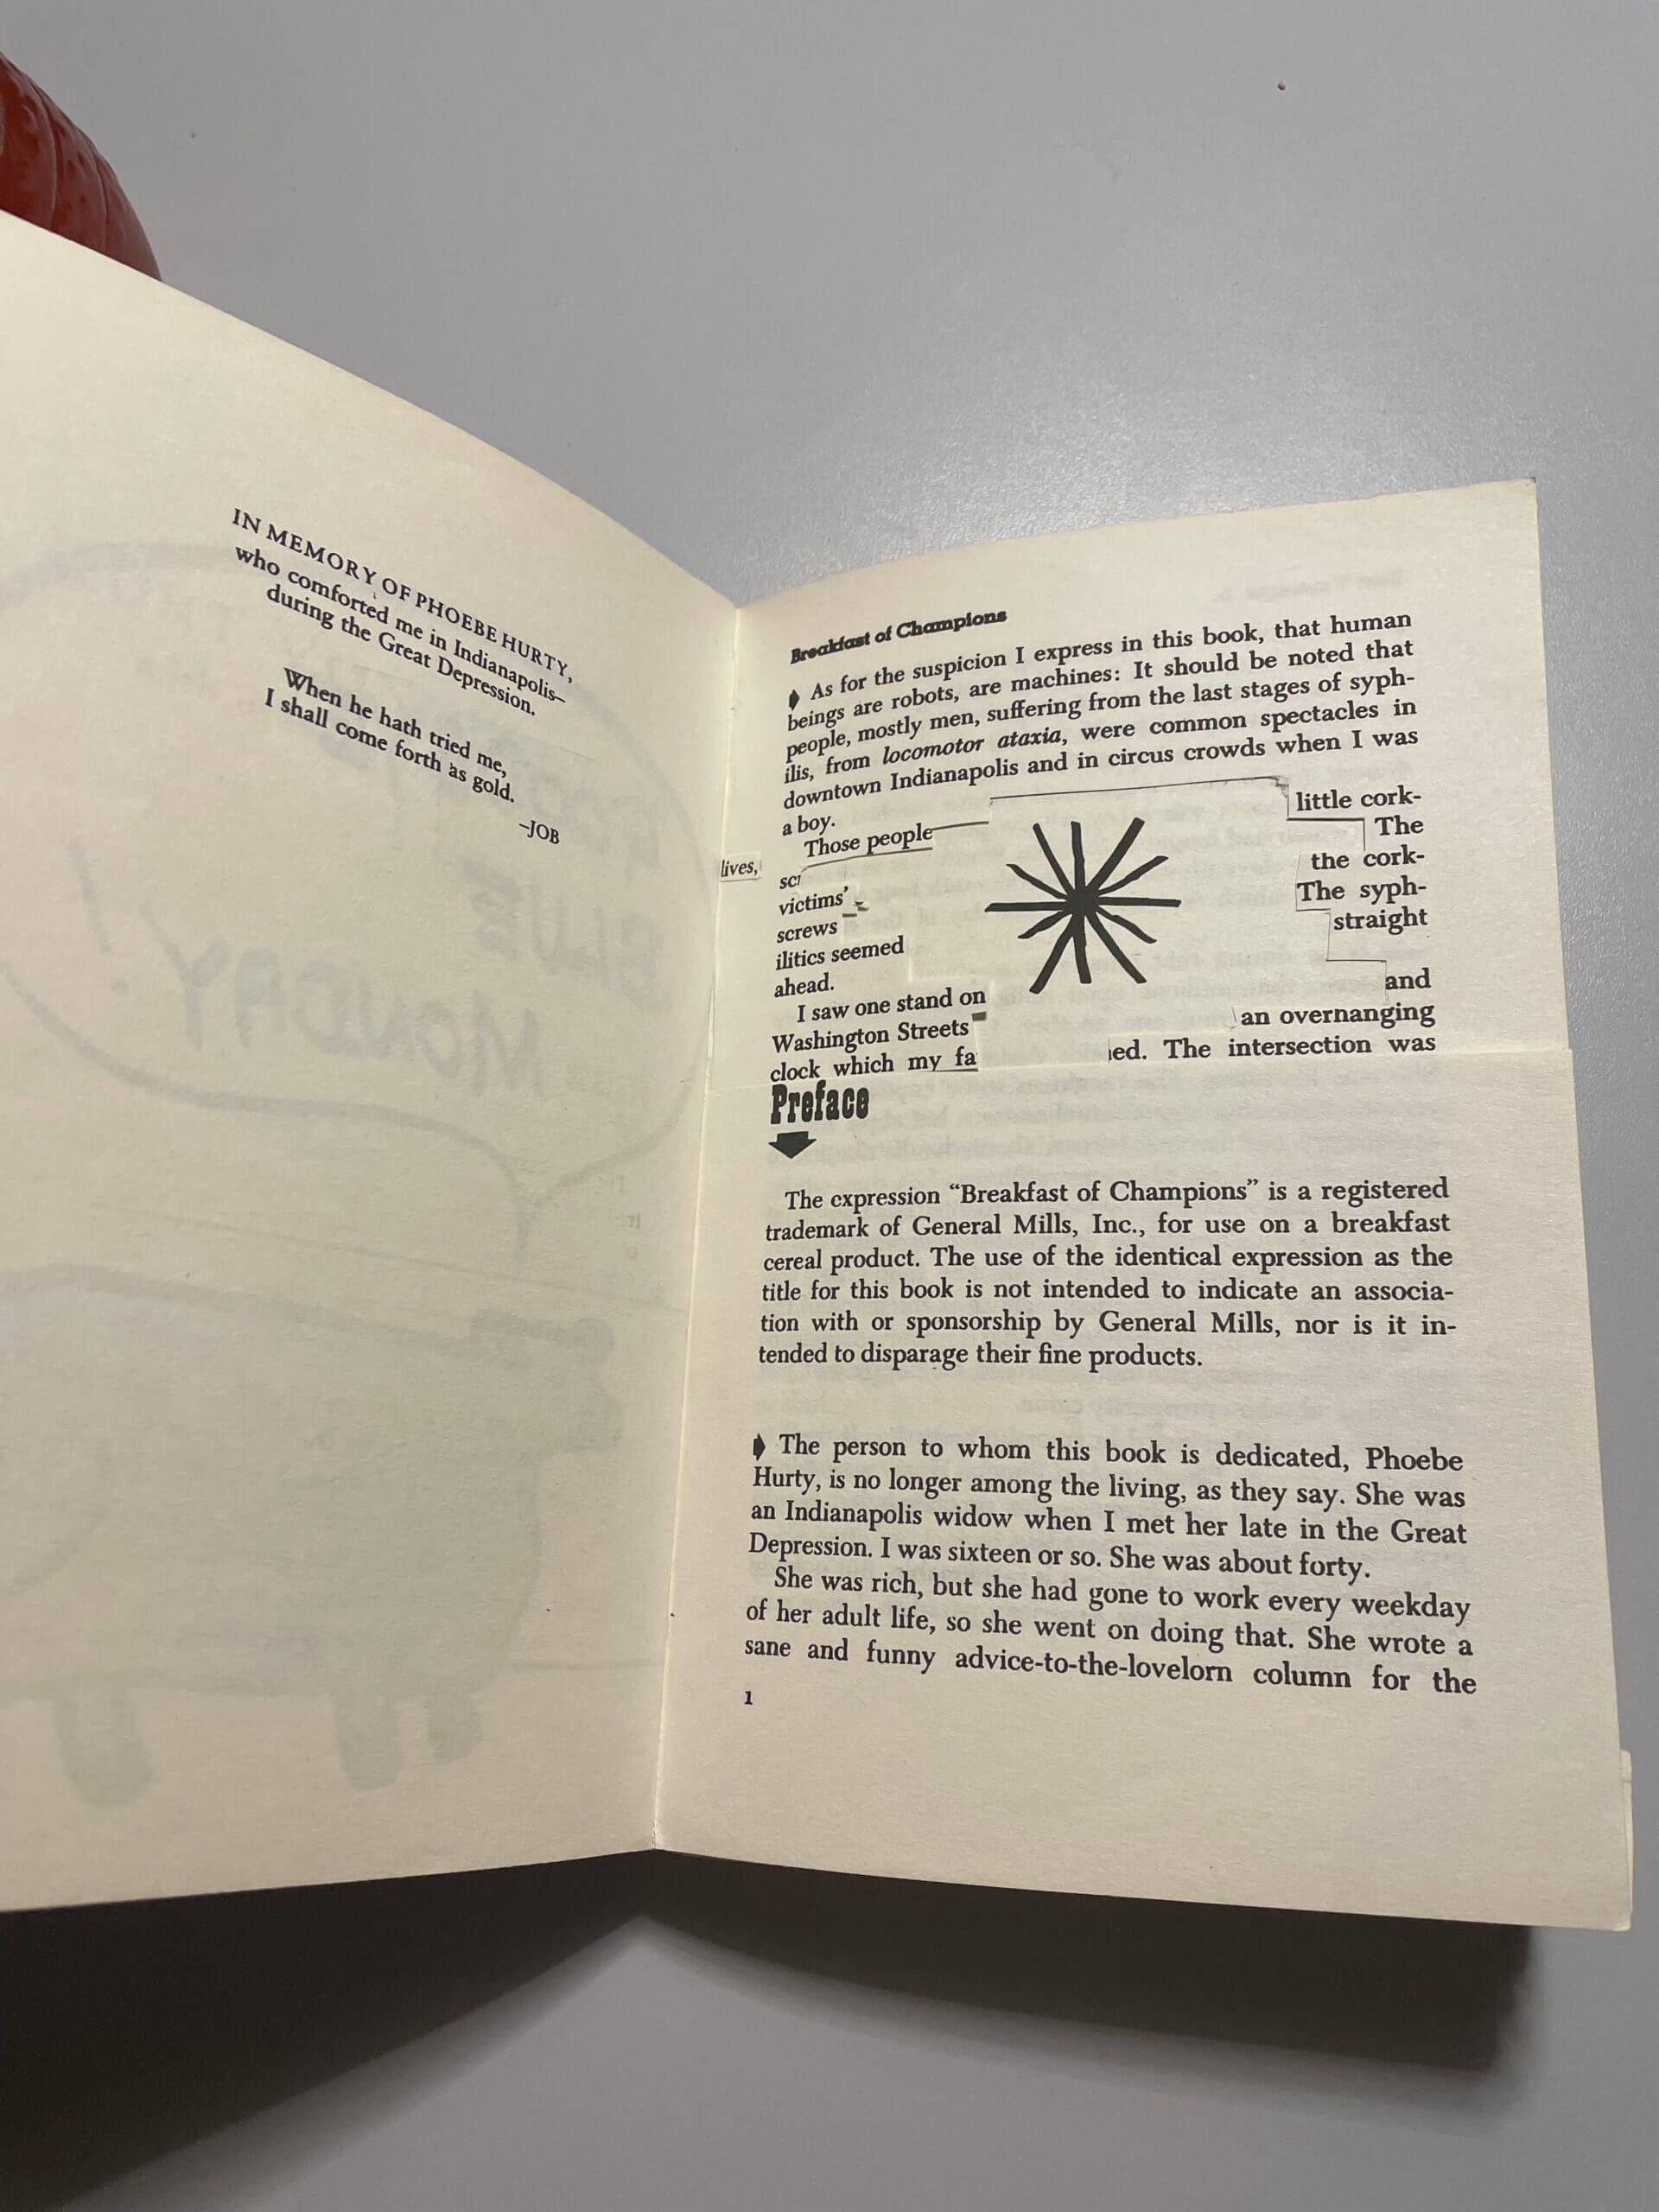 IN MEMORY OF PHOEBE HURTY,
who comforted me in Indianapolis—
during the Great Depression.
When he hath tried me,
I shall come forth as gold.
—JOB
Breakfast of Champions
As for the suspicion I express in this book, that human
beings are robots, are machines: It should be noted that
people, mostly men, suffering from the last stages of syph-
ilis, from locomotor ataxia, were common spectacles in
downtown Indianapolis and in circus crowds when I was
a boy.
little cork-
Those people
The
lives,
scr
the cork-
victims'
The syph-
screws
straight
ilitics seemed
ahead.
and
I saw one stand on
Washington Streets
an overhanging
clock which my fa
ed. The intersection was
Preface
The expression “Breakfast of Champions” is a registered
trademark of General Mills, Inc., for use on a breakfast
cereal product. The use of the identical expression as the
title for this book is not intended to indicate an associa-
tion with or sponsorship by General Mills, nor is it in-
tended to disparage their fine products.
The person to whom this book is dedicated, Phoebe
Hurty, is no longer among the living, as they say. She was
an Indianapolis widow when I met her late in the Great
Depression. I was sixteen or so. She was about forty.
She was rich, but she had gone to work every weekday
of her adult life, so she went on doing that. She wrote a
sane and funny advice-to-the-lovelorn column for the
1